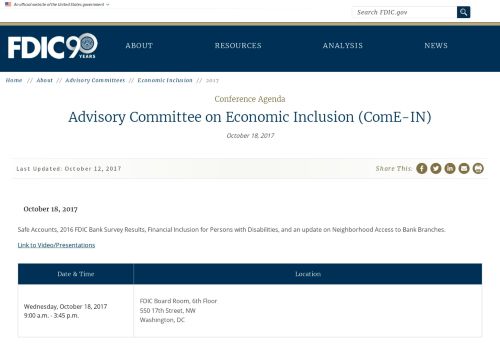 An official website of the United States government
Search FDIC.gov
FDIC 90 YEARS
ABOUT RESOURCES ANALYSIS NEWS
Home // About // Advisory Committees // Economic Inclusion // 2017
Conference Agenda
Advisory Committee on Economic Inclusion (ComE-IN)
October 18, 2017
Last Updated: October 12, 2017
Share This:
October 18, 2017
Safe Accounts, 2016 FDIC Bank Survey Results, Financial Inclusion for Persons with Disabilities, and an update on Neighborhood Access to Bank Branches.
Link to Video/Presentations
Date & Time Location
Wednesday, October 18, 2017
9:00 a.m. - 3:45 p.m.
FDIC Board Room, 6th Floor
550 17th Street, NW
Washington, DC